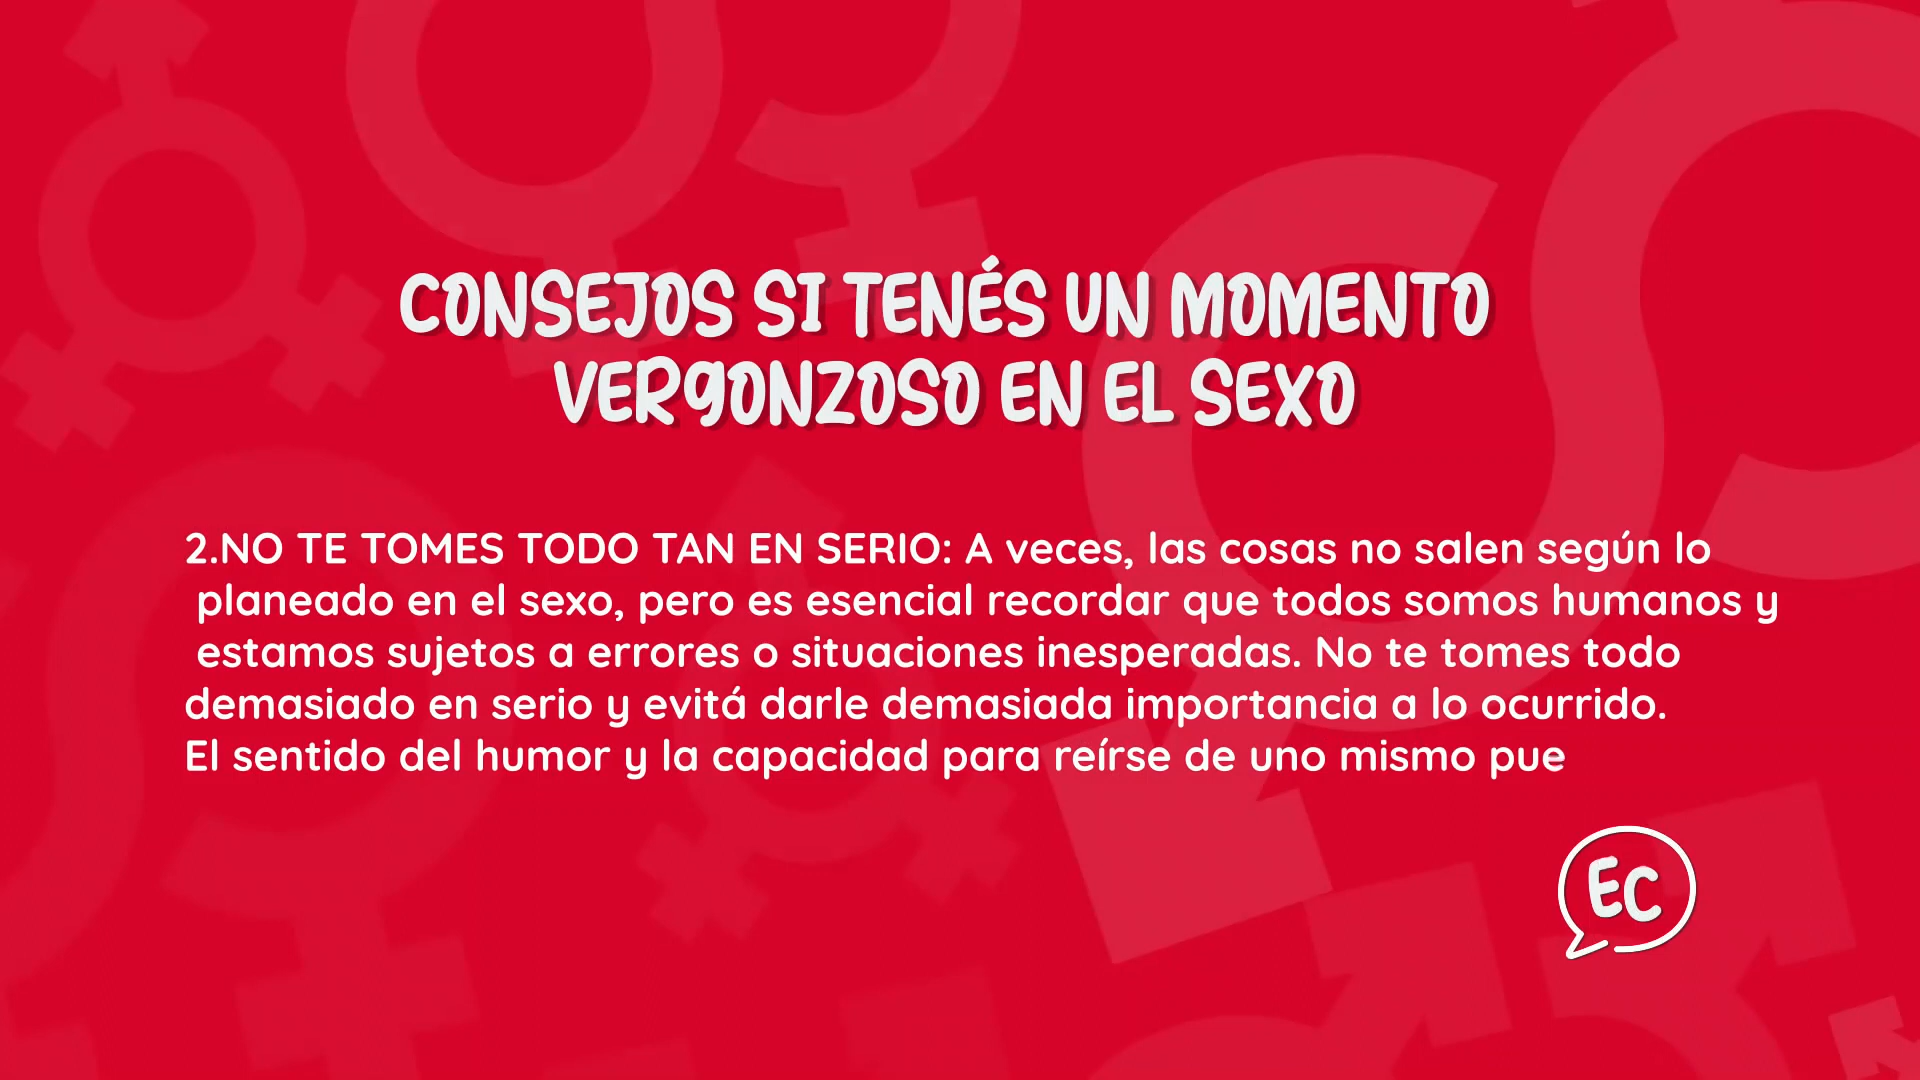 CONSEJOS SI TENÉS UN MOMENTO
VERGONZOSO EN EL SEXO
2.NO TE TOMES TODO TAN EN SERIO: A veces, las cosas no salen según lo
planeado en el sexo, pero es esencial recordar que todos somos humanos y
estamos sujetos a errores o situaciones inesperadas. No te tomes todo
demasiado en serio y evitá darle demasiada importancia a lo ocurrido.
El sentido del humor y la capacidad para reírse de uno mismo pue
EC